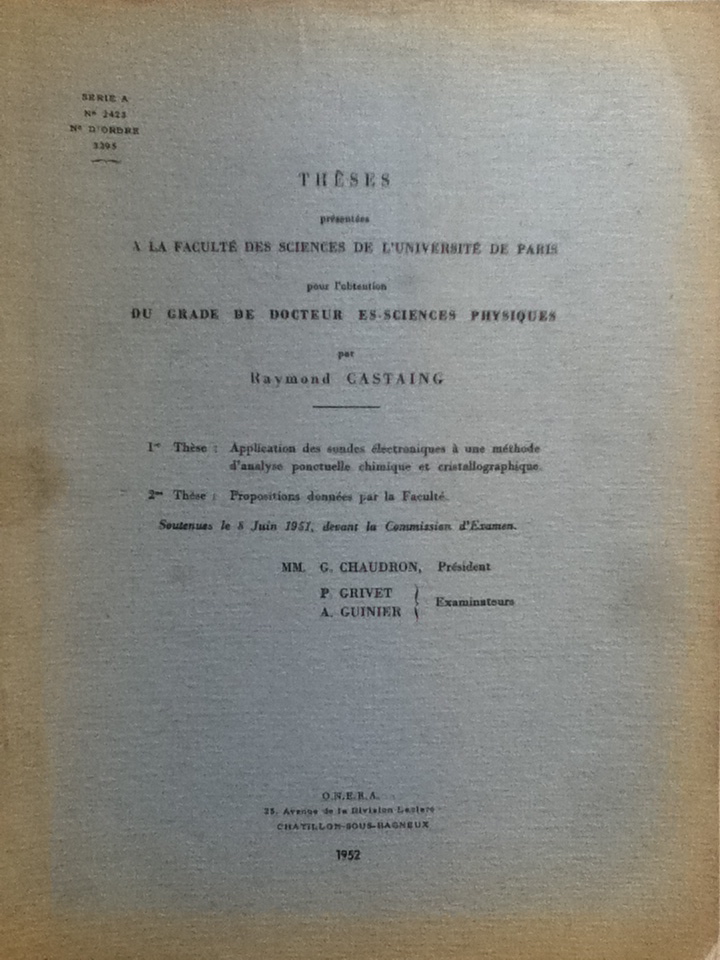 SERIE A
N° 2423
N° D'ORDRE
3295
THÈSES
présentées
A LA FACULTÉ DES SCIENCES DE L'UNIVERSITÉ DE PARIS
pour l'obtention
DU GRADE DE DOCTEUR ES-SCIENCES PHYSIQUES
par
Raymond CASTAING
1re Thèse : Application des sondes électroniques à une méthode
d'analyse ponctuelle chimique et cristallographique.
2me Thèse : Propositions données par la Faculté.
Soutenues le 8 Juin 1951, devant la Commission d'Examen.
MM. G. CHAUDRON, Président
P. GRIVET
A. GUINIER
Examinateurs
O.N.E.R.A.
25, Avenue de la Division Leclerc
CHATILLON-SOUS-BAGNEUX
1952